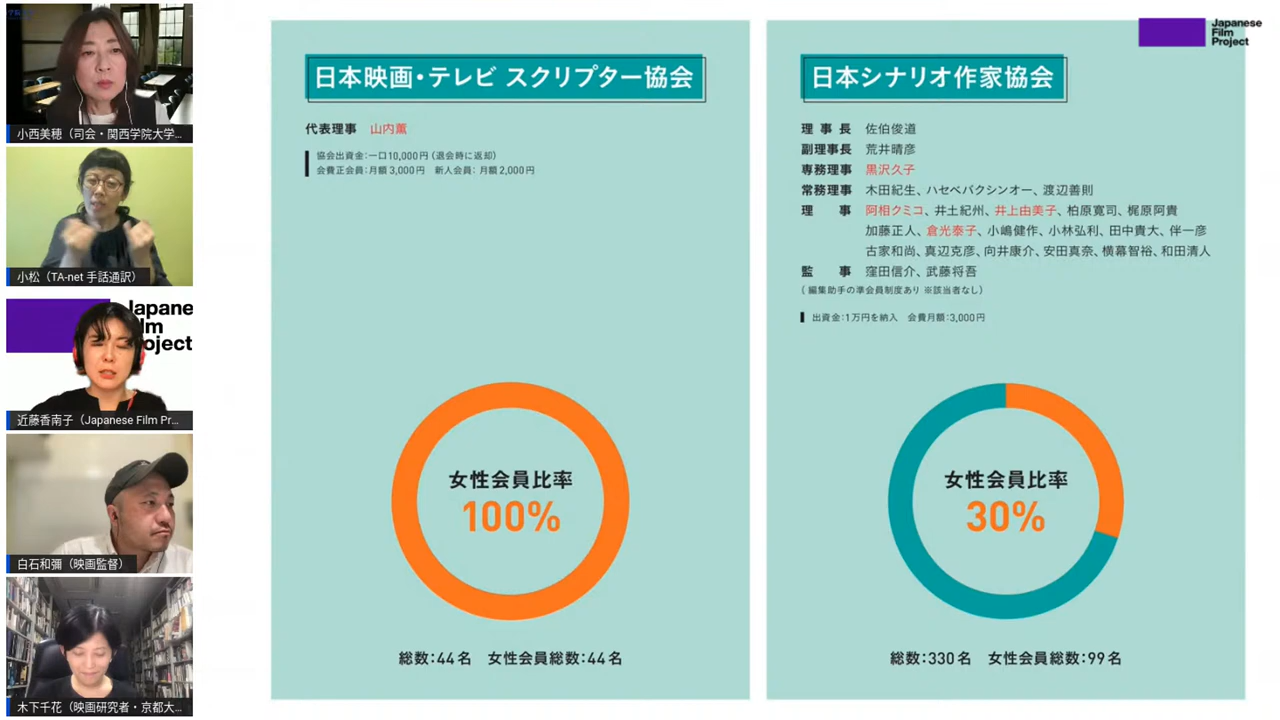 小西美穂（司会・関西学院大学…
小松（TA-net 手話通訳）
Japanese
Film
Project
近藤香南子（Japanese Film Pr…
白石和彌（映画監督）
木下千花（映画研究者・京都大…
日本映画・テレビ スクリプター協会
代表理事 山内薫
協会出資金：一口10,000円（退会時に返却）
会費正会員：月額3,000円 新人会員：月額2,000円
女性会員比率
100%
総数：44名 女性会員総数：44名
Japanese
Film
Project
日本シナリオ作家協会
理事長 佐伯俊道
副理事長 荒井晴彦
専務理事 黒沢久子
常務理事 木田紀生、ハセベバクシンオー、渡辺善則
理事 阿相クミコ、井土紀州、井上由美子、柏原寛司、梶原阿貴
加藤正人、倉光泰子、小嶋健作、小林弘利、田中貴大、伴一彦
古家和尚、真辺克彦、向井康介、安田真奈、横幕智裕、和田清人
監事 窪田信介、武藤将吾
（編集助手の準会員制度あり ※該当者なし）
出資金：1万円を納入 会費月額：3,000円
女性会員比率
30%
総数：330名 女性会員総数：99名